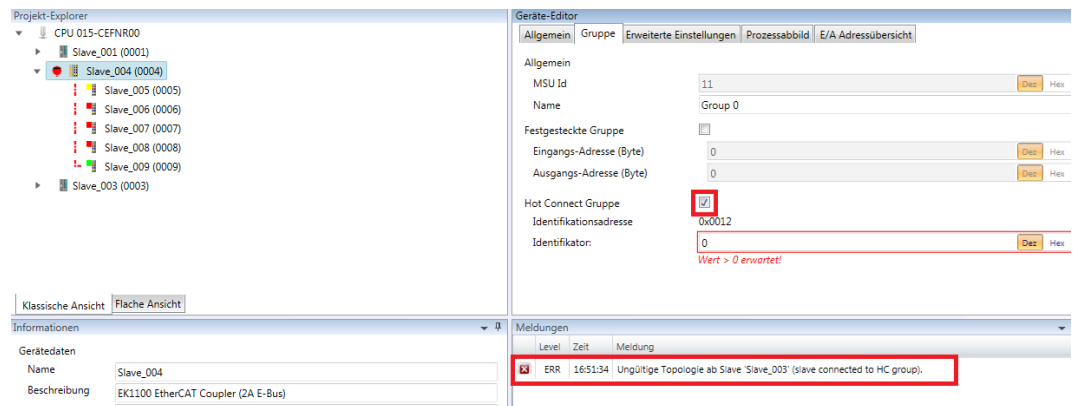 Projekt-Explorer
CPU 015-CEFNR00
Slave_001 (0001)
Slave_004 (0004)
Slave_005 (0005)
Slave_006 (0006)
Slave_007 (0007)
Slave_008 (0008)
Slave_009 (0009)
Slave_003 (0003)
Klassische Ansicht Flache Ansicht
Geräte-Editor
Allgemein Gruppe Erweiterte Einstellungen Prozessabbild E/A Adressübersicht
Allgemein
MSU Id 11 Dez Hex
Name Group 0
Festgesteckte Gruppe
Eingangs-Adresse (Byte) 0 Dez Hex
Ausgangs-Adresse (Byte) 0 Dez Hex
Hot Connect Gruppe
Identifikationsadresse 0x0012
Identifikator: 0 Dez Hex
Wert > 0 erwartet!
Informationen
Gerätedaten
Name Slave_004
Beschreibung EK1100 EtherCAT Coupler (2A E-Bus)
Meldungen
Level Zeit Meldung
ERR 16:51:34 Ungültige Topologie ab Slave 'Slave_003' (slave connected to HC group).